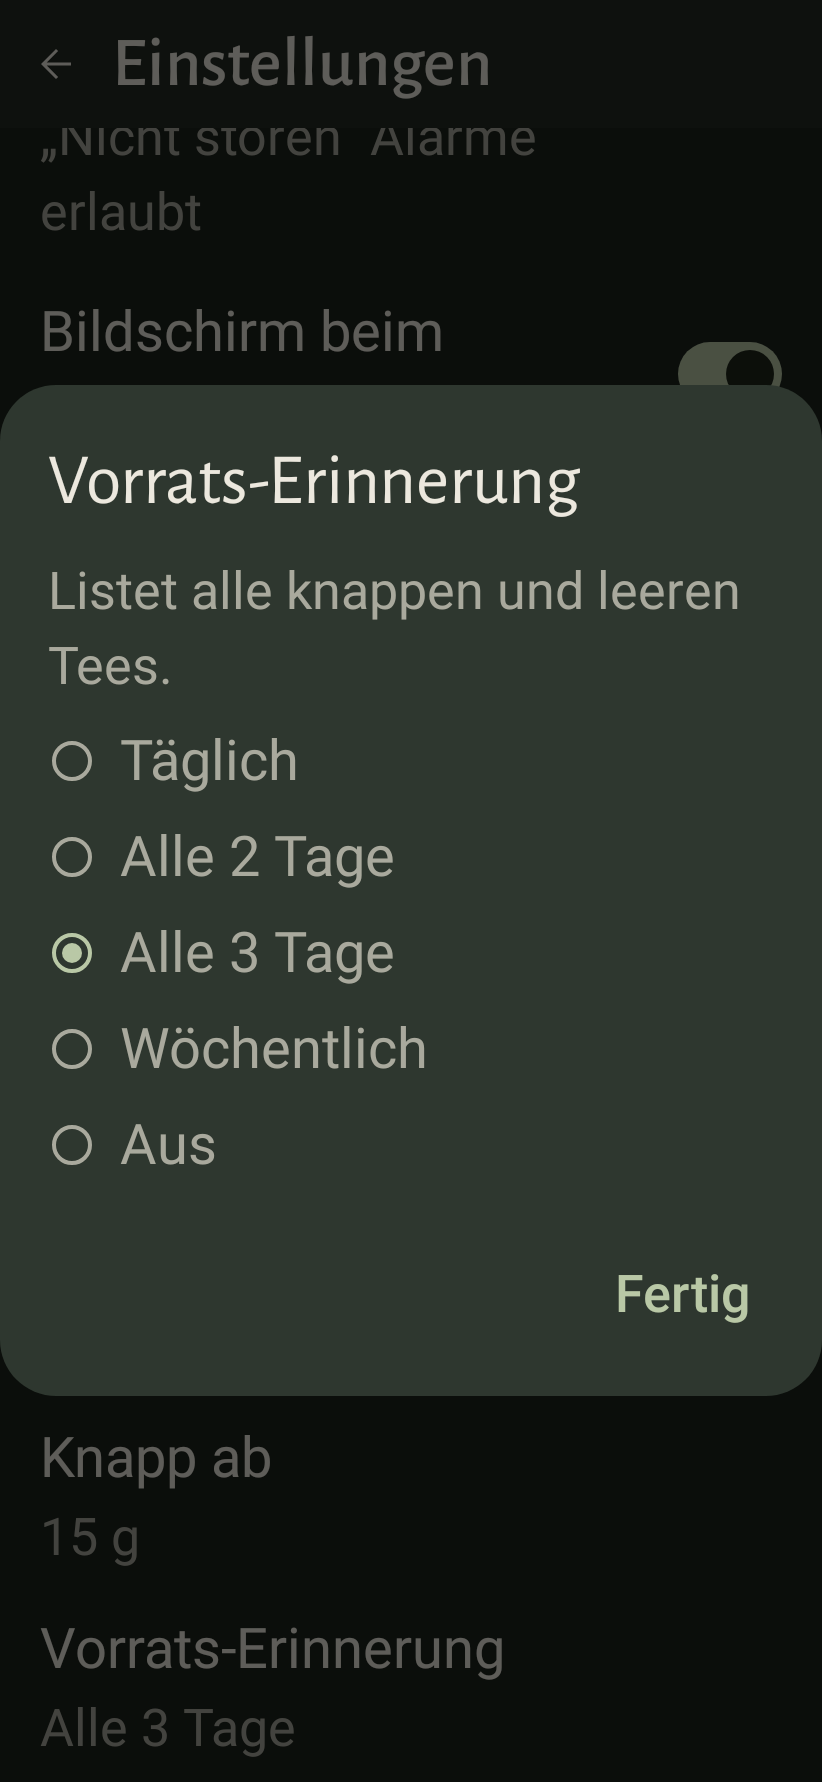 Einstellungen
„Nicht stören" Alarme
erlaubt
Bildschirm beim
Vorrats-Erinnerung
Listet alle knappen und leeren
Tees.
Täglich
Alle 2 Tage
Alle 3 Tage
Wöchentlich
Aus
Fertig
Knapp ab
15 g
Vorrats-Erinnerung
Alle 3 Tage